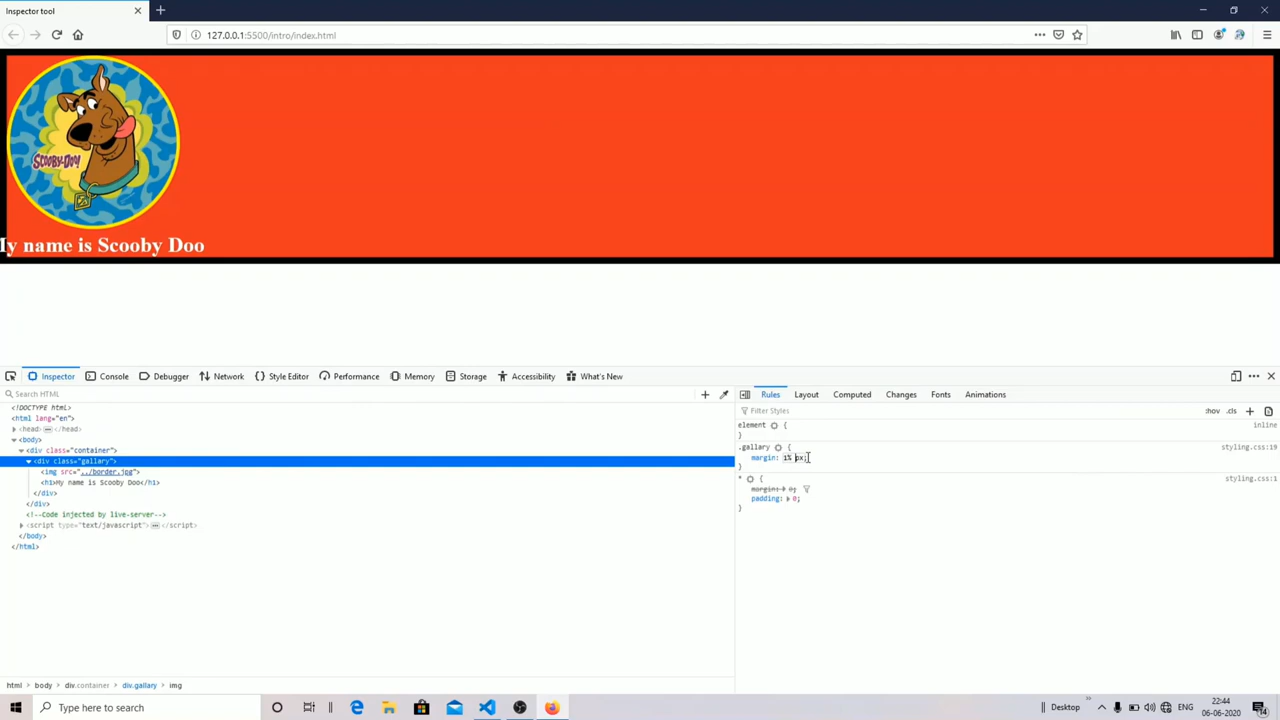 Inspector tool
127.0.0.1:5500/intro/index.html
SCOOBY-DOO!
My name is Scooby Doo
Inspector Console Debugger Network Style Editor Performance Memory Storage Accessibility What's New
Search HTML
Rules Layout Computed Changes Fonts Animations
Filter Styles
:hov .cls
<!DOCTYPE html>
<html lang="en">
<head> </head>
<body>
<div class="container">
<div class="gallary">
<img src="../border.jpg">
<h1>My name is Scooby Doo</h1>
</div>
</div>
<!--Code injected by live-server-->
<script type="text/javascript"> </script>
</body>
</html>
element {
inline
}
.gallary {
styling.css:19
margin: 1% px;
}
* {
styling.css:1
margin: 0;
padding: 0;
}
html body div.container div.gallary img
Type here to search
Desktop
ENG
22:44
06-06-2020